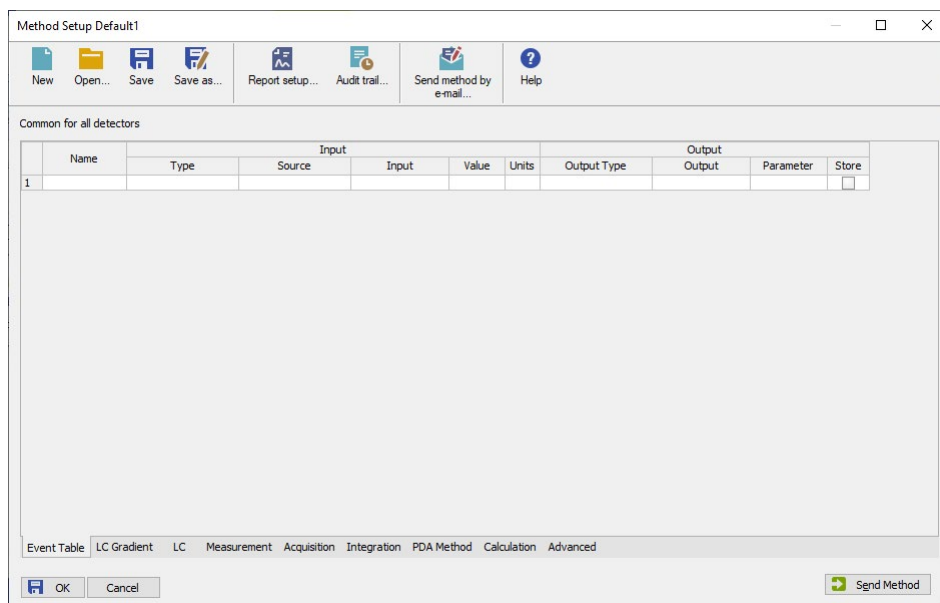 Method Setup Default1
New Open... Save Save as... Report setup... Audit trail... Send method by e-mail... Help
Common for all detectors
Name Input Output
Type Source Input Value Units Output Type Output Parameter Store
1
Event Table LC Gradient LC Measurement Acquisition Integration PDA Method Calculation Advanced
OK Cancel Send Method